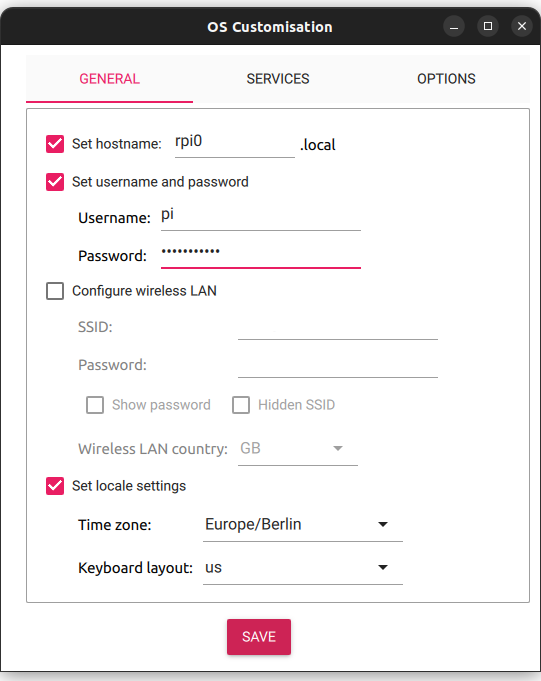 OS Customisation
GENERAL SERVICES OPTIONS
Set hostname: rpi0 .local
Set username and password
Username: pi
Password: •••••••••••
Configure wireless LAN
SSID:
Password:
Show password Hidden SSID
Wireless LAN country: GB
Set locale settings
Time zone: Europe/Berlin
Keyboard layout: us
SAVE